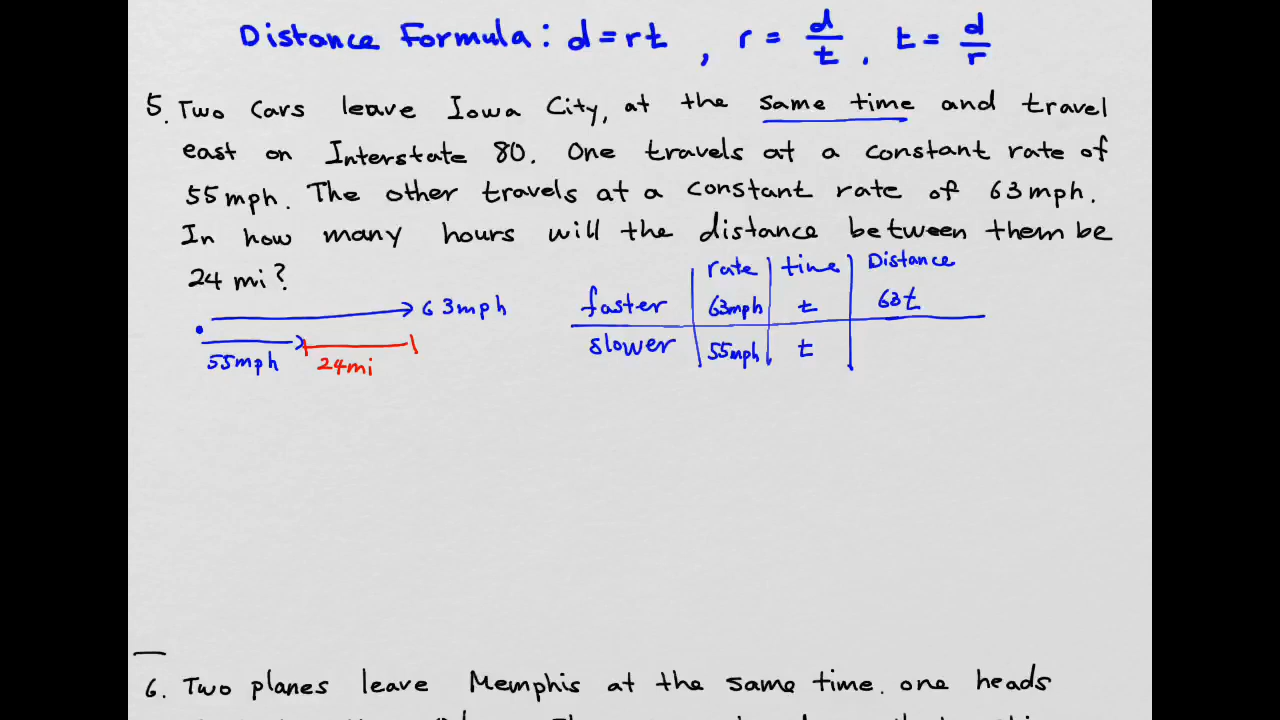 Distance Formula: d = rt , r = d/t . t = d/r
5. Two cars leave Iowa City, at the same time and travel
east on Interstate 80. One travels at a constant rate of
55mph. The other travels at a constant rate of 63mph.
In how many hours will the distance between them be
24 mi?
63mph
55mph
24mi
rate time Distance
faster 63mph t 63t
slower 55mph t
6. Two planes leave Memphis at the same time. one heads